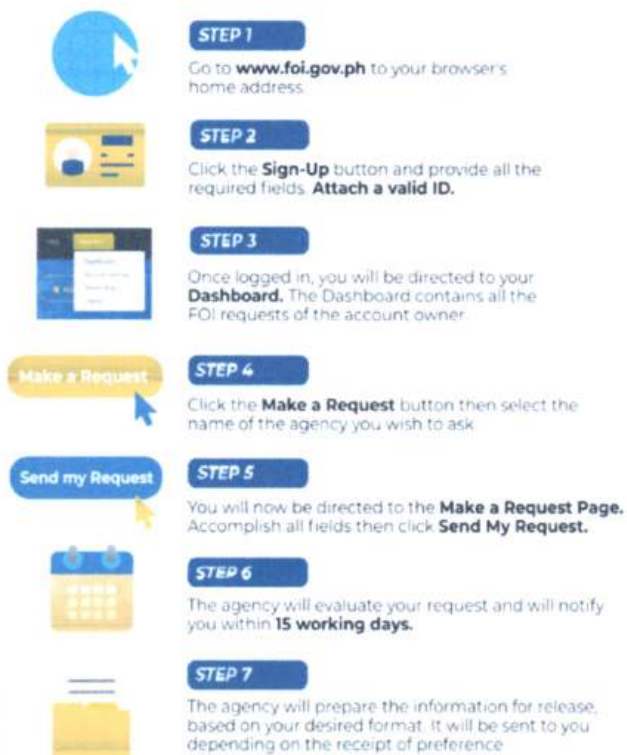 STEP 1
Go to www.foi.gov.ph to your browser's
home address.
STEP 2
Click the Sign-Up button and provide all the
required fields. Attach a valid ID.
STEP 3
Once logged in, you will be directed to your
Dashboard. The Dashboard contains all the
FOI requests of the account owner.
Make a Request
STEP 4
Click the Make a Request button then select the
name of the agency you wish to ask
Send my Request
STEP 5
You will now be directed to the Make a Request Page.
Accomplish all fields then click Send My Request.
STEP 6
The agency will evaluate your request and will notify
you within 15 working days.
STEP 7
The agency will prepare the information for release,
based on your desired format. It will be sent to you
depending on the receipt of preference